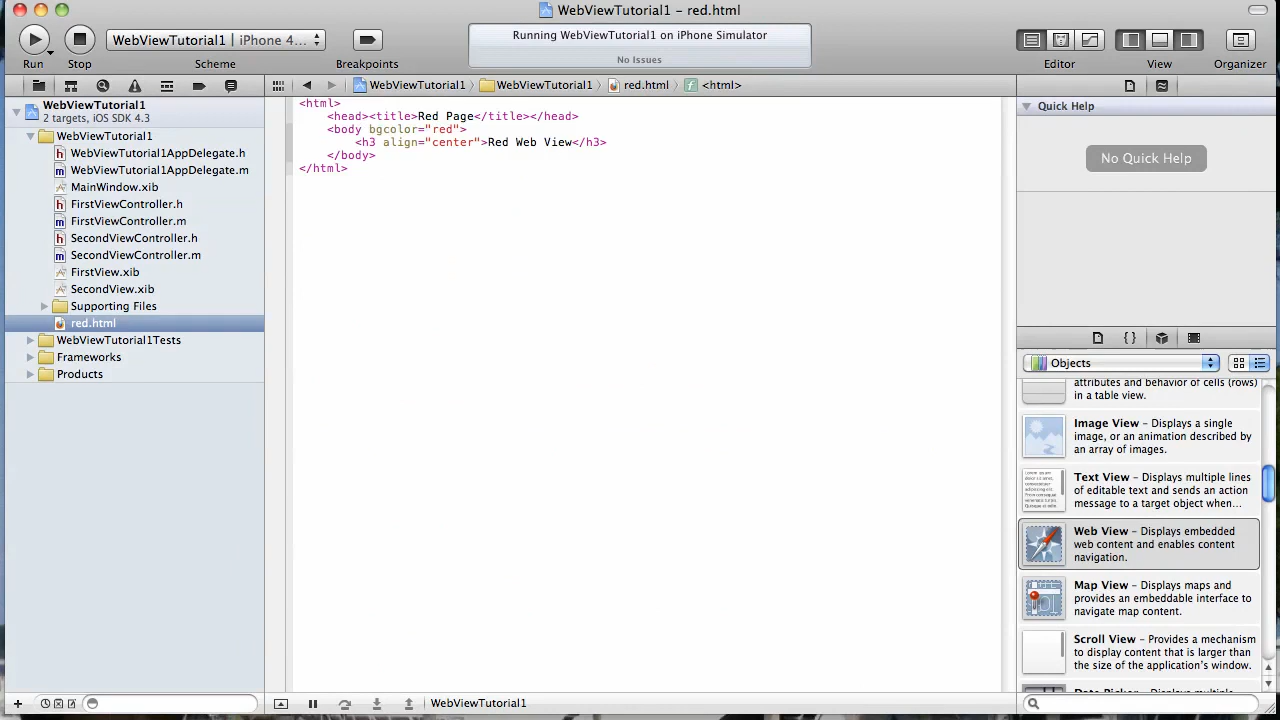 WebViewTutorial1 – red.html
WebViewTutorial1 | iPhone 4...
Running WebViewTutorial1 on iPhone Simulator
No Issues
Run
Stop
Scheme
Breakpoints
Editor
View
Organizer
WebViewTutorial1
WebViewTutorial1
red.html
<html>
WebViewTutorial1
2 targets, iOS SDK 4.3
WebViewTutorial1
WebViewTutorial1AppDelegate.h
WebViewTutorial1AppDelegate.m
MainWindow.xib
FirstViewController.h
FirstViewController.m
SecondViewController.h
SecondViewController.m
FirstView.xib
SecondView.xib
Supporting Files
red.html
WebViewTutorial1Tests
Frameworks
Products
<html>
<head><title>Red Page</title></head>
<body bgcolor="red">
<h3 align="center">Red Web View</h3>
</body>
</html>
Quick Help
No Quick Help
Objects
attributes and behavior of cells (rows)
in a table view.
Image View – Displays a single
image, or an animation described by
an array of images.
Text View – Displays multiple lines
of editable text and sends an action
message to a target object when...
Web View – Displays embedded
web content and enables content
navigation.
Map View – Displays maps and
provides an embeddable interface to
navigate map content.
Scroll View – Provides a mechanism
to display content that is larger than
the size of the application's window.
WebViewTutorial1